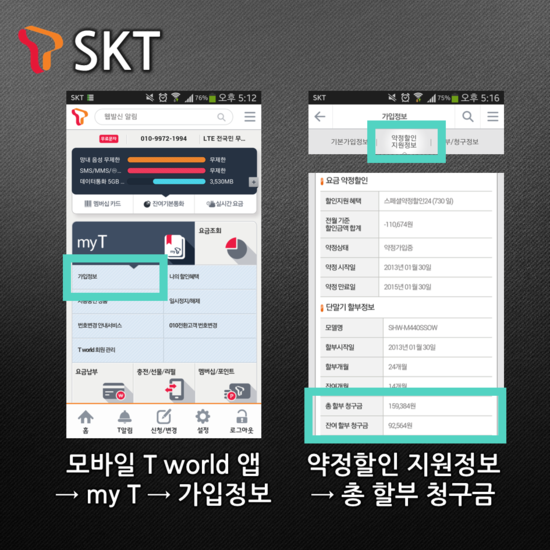 SKT
SKT 76% 오후 5:12
웹발신 알림
무료문자 010-9972-1994 LTE 전국민 무...
망내 음성 무제한 무제한
SMS/MMS/ⓜ... 무제한
데이터통화 5GB ... 3,530MB
멤버십 카드 잔여기본통화 실시간 요금
my T
요금조회
가입정보
나의 할인혜택
일시정지/해제
번호변경 안내서비스
010전환고객 번호변경
T world 회원 관리
요금납부
충전/선물/리필
멤버십/포인트
홈
T알림
신청/변경
설정
로그아웃
모바일 T world 앱
→ my T → 가입정보
SKT 75% 오후 5:16
가입정보
기본가입정보
약정할인
지원정보
부/청구정보
요금 약정할인
할인지원 혜택 스페셜약정할인24 (730 일)
전월 기준
할인금액 합계 -110,674원
약정상태 약정가입중
약정 시작일 2013년 01월 30일
약정 만료일 2015년 01월 30일
단말기 할부정보
모델명 SHW-M440SSOW
할부시작일 2013년 01월 30일
할부개월 24개월
잔여개월 14개월
총 할부 청구금 159,384원
잔여 할부 청구금 92,564원
약정할인 지원정보
→ 총 할부 청구금